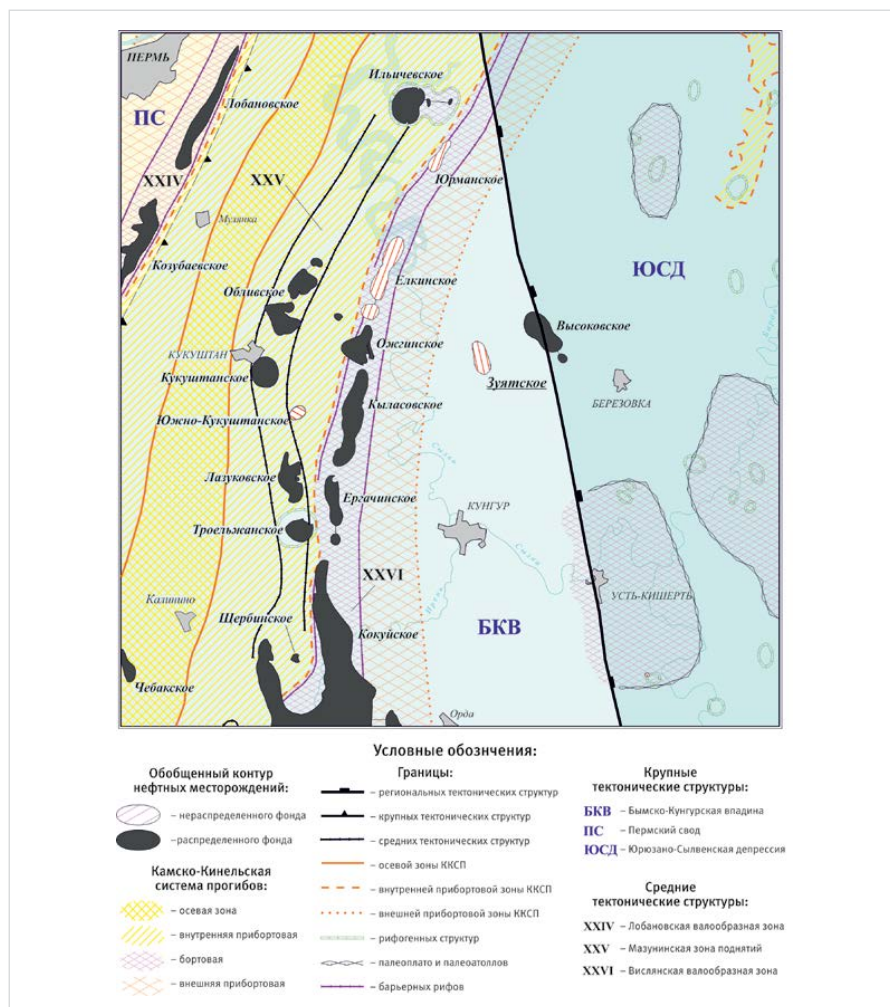 ПЕРМЬ
Ильичевское
Лобановское
ПС
XXIV
XXV
Юрманское
Мулянка
Козубаевское
ЮСД
Обливское
Елкинское
Высоковское
Ожгинское
КУКУШТАН
Кукуштанское
Зуятское
БЕРЕЗОВКА
Кыласовское
Южно-Кукуштанское
Сылва
Лазуковское
Ергачинское
КУНГУР
Троельжанское
Сылва
XXVI
УСТЬ-КИШЕРТЬ
Калинино
Ирень
Щербинское
Кокуйское
БКВ
Чебакское
Орда
Условные обозначения:
Обобщенный контур
нефтных месторождений:
– нераспределенного фонда
–распределенного фонда
Камско-Кинельская
система прогибов:
– осевая зона
– внутренняя прибортовая
– бортовая
– внешняя прибортовая
Границы:
– региональных тектонических структур
– крупных тектонических структур
– средних тектонических структур
– осевой зоны ККСП
– внутренней прибортовой зоны ККСП
– внешней прибортовой зоны ККСП
– рифогенных структур
– палеоплато и палеоатоллов
– барьерных рифов
Крупные
тектонические структуры:
БКВ – Бымско-Кунгурская впадина
ПС – Пермский свод
ЮСД – Юрюзано-Сылвенская депрессия
Средние
тектонические структуры:
XXIV – Лобановская валообразная зона
XXV – Мазунинская зона поднятий
XXVI – Вислянская валообразная зона